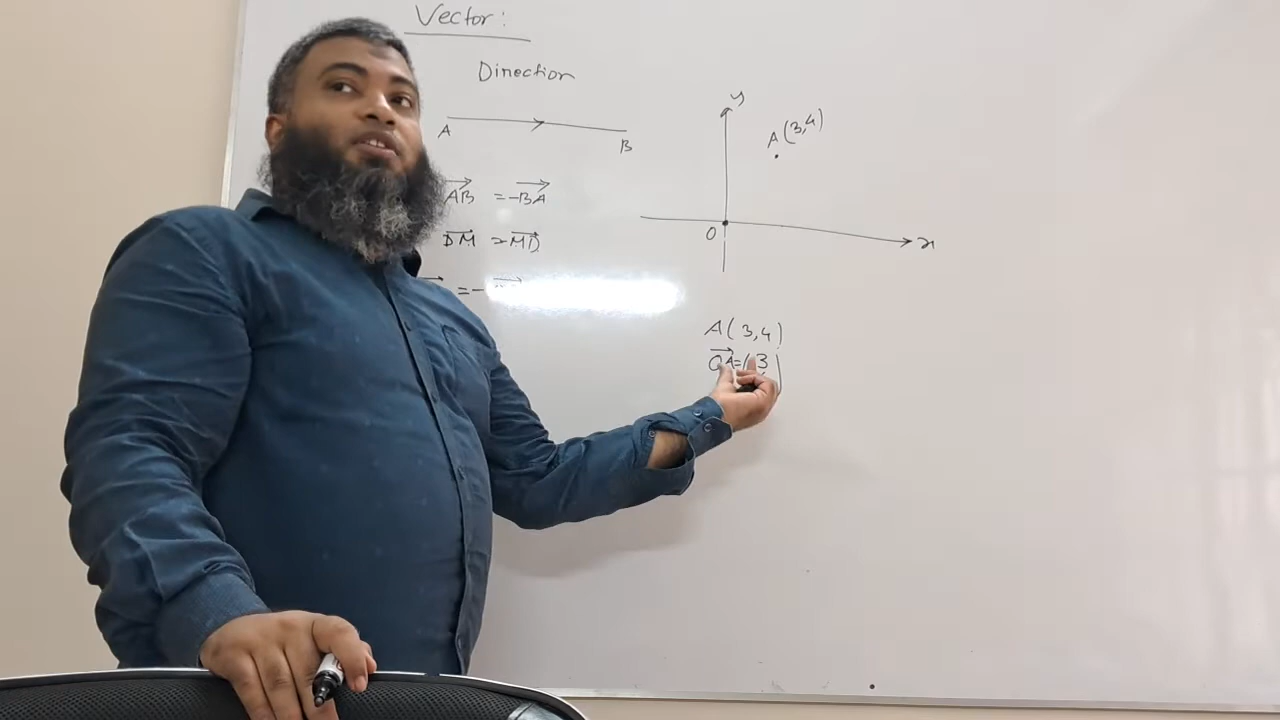 Vector:
Direction
A
B
AB = -BA
DM = MD
= -
y
A(3,4)
O
x
A(3,4)
OA = (3